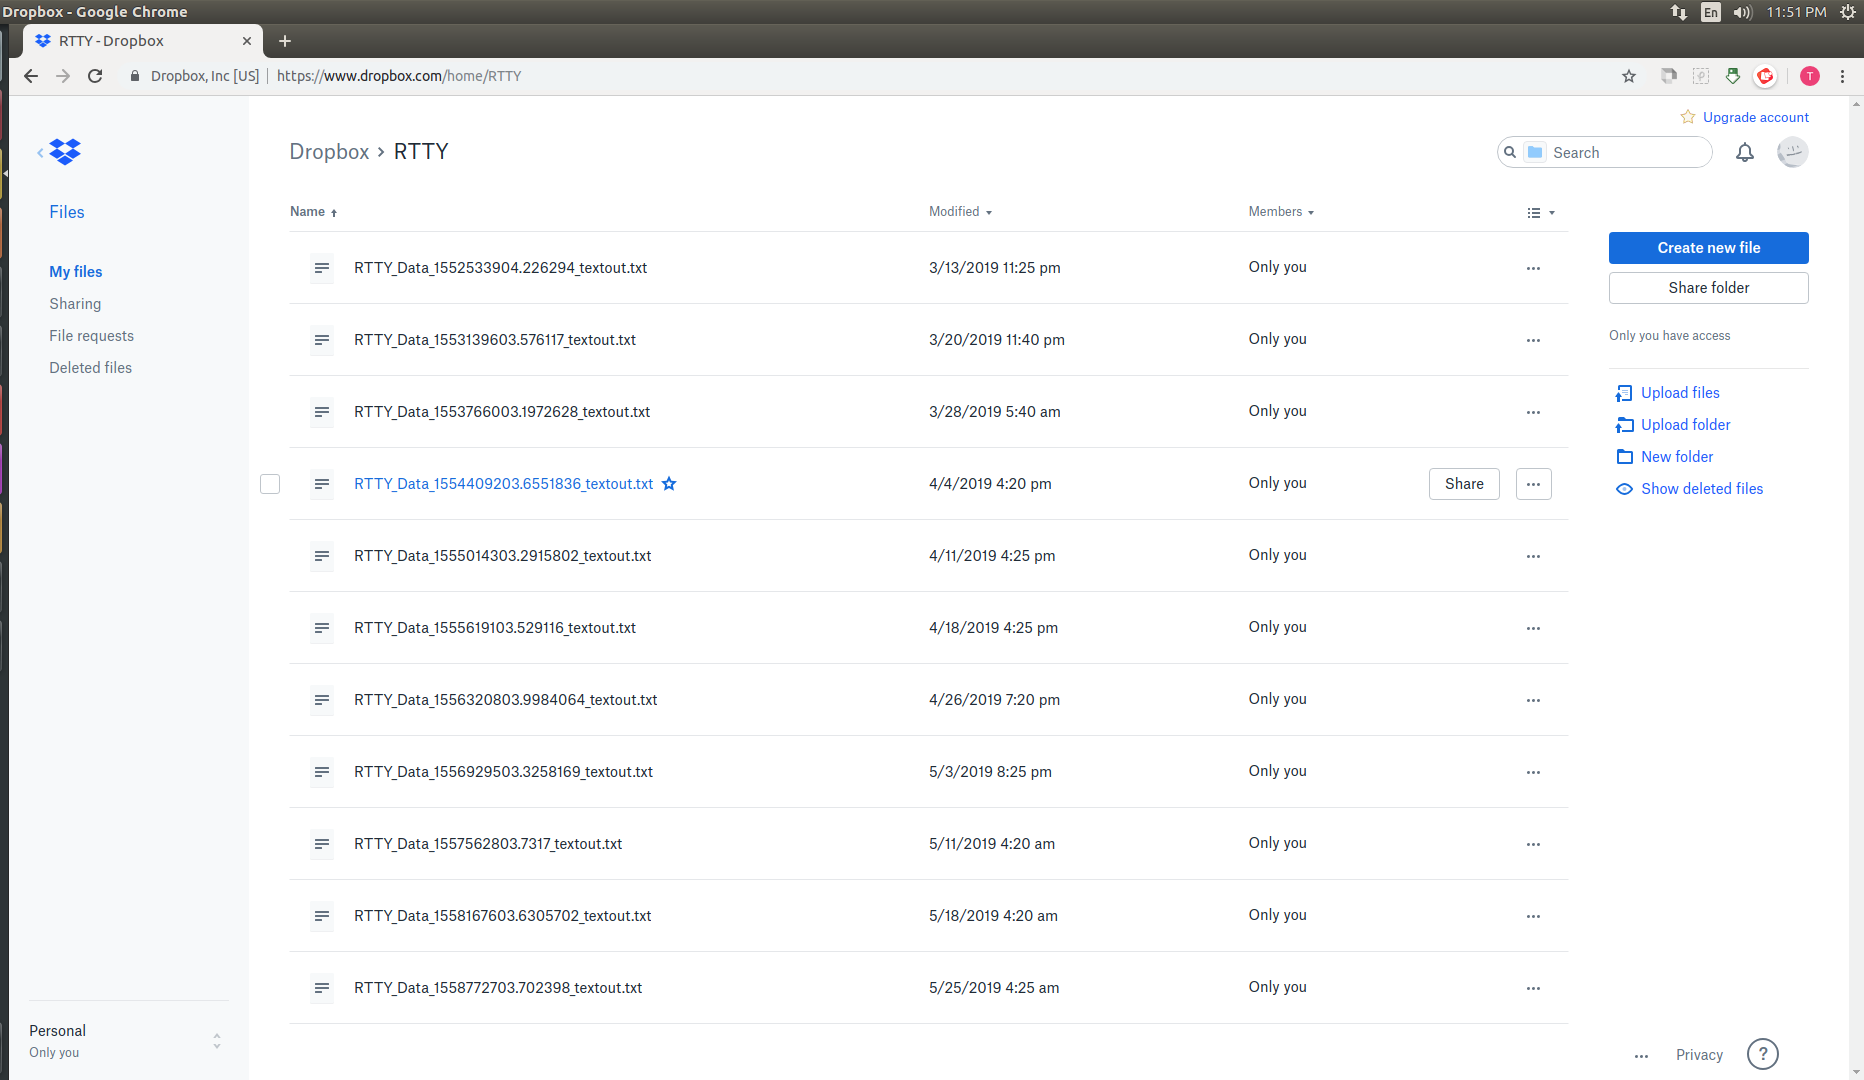 Dropbox - Google Chrome
En
11:51 PM
RTTY - Dropbox
Dropbox, Inc [US]
https://www.dropbox.com/home/RTTY
T
Upgrade account
Dropbox › RTTY
Search
Files
My files
Sharing
File requests
Deleted files
Name Modified Members
RTTY_Data_1552533904.226294_textout.txt 3/13/2019 11:25 pm Only you
RTTY_Data_1553139603.576117_textout.txt 3/20/2019 11:40 pm Only you
RTTY_Data_1553766003.1972628_textout.txt 3/28/2019 5:40 am Only you
RTTY_Data_1554409203.6551836_textout.txt 4/4/2019 4:20 pm Only you Share
RTTY_Data_1555014303.2915802_textout.txt 4/11/2019 4:25 pm Only you
RTTY_Data_1555619103.529116_textout.txt 4/18/2019 4:25 pm Only you
RTTY_Data_1556320803.9984064_textout.txt 4/26/2019 7:20 pm Only you
RTTY_Data_1556929503.3258169_textout.txt 5/3/2019 8:25 pm Only you
RTTY_Data_1557562803.7317_textout.txt 5/11/2019 4:20 am Only you
RTTY_Data_1558167603.6305702_textout.txt 5/18/2019 4:20 am Only you
RTTY_Data_1558772703.702398_textout.txt 5/25/2019 4:25 am Only you
Create new file
Share folder
Only you have access
Upload files
Upload folder
New folder
Show deleted files
Personal
Only you
Privacy
?